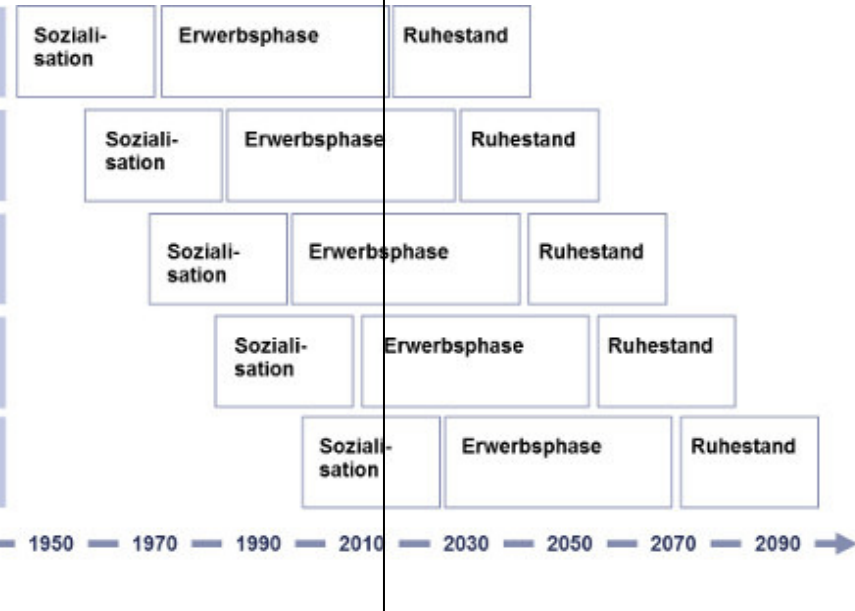 Soziali-
sation
Erwerbsphase
Ruhestand
Soziali-
sation
Erwerbsphase
Ruhestand
Soziali-
sation
Erwerbsphase
Ruhestand
Soziali-
sation
Erwerbsphase
Ruhestand
Soziali-
sation
Erwerbsphase
Ruhestand
1950 1970 1990 2010 2030 2050 2070 2090